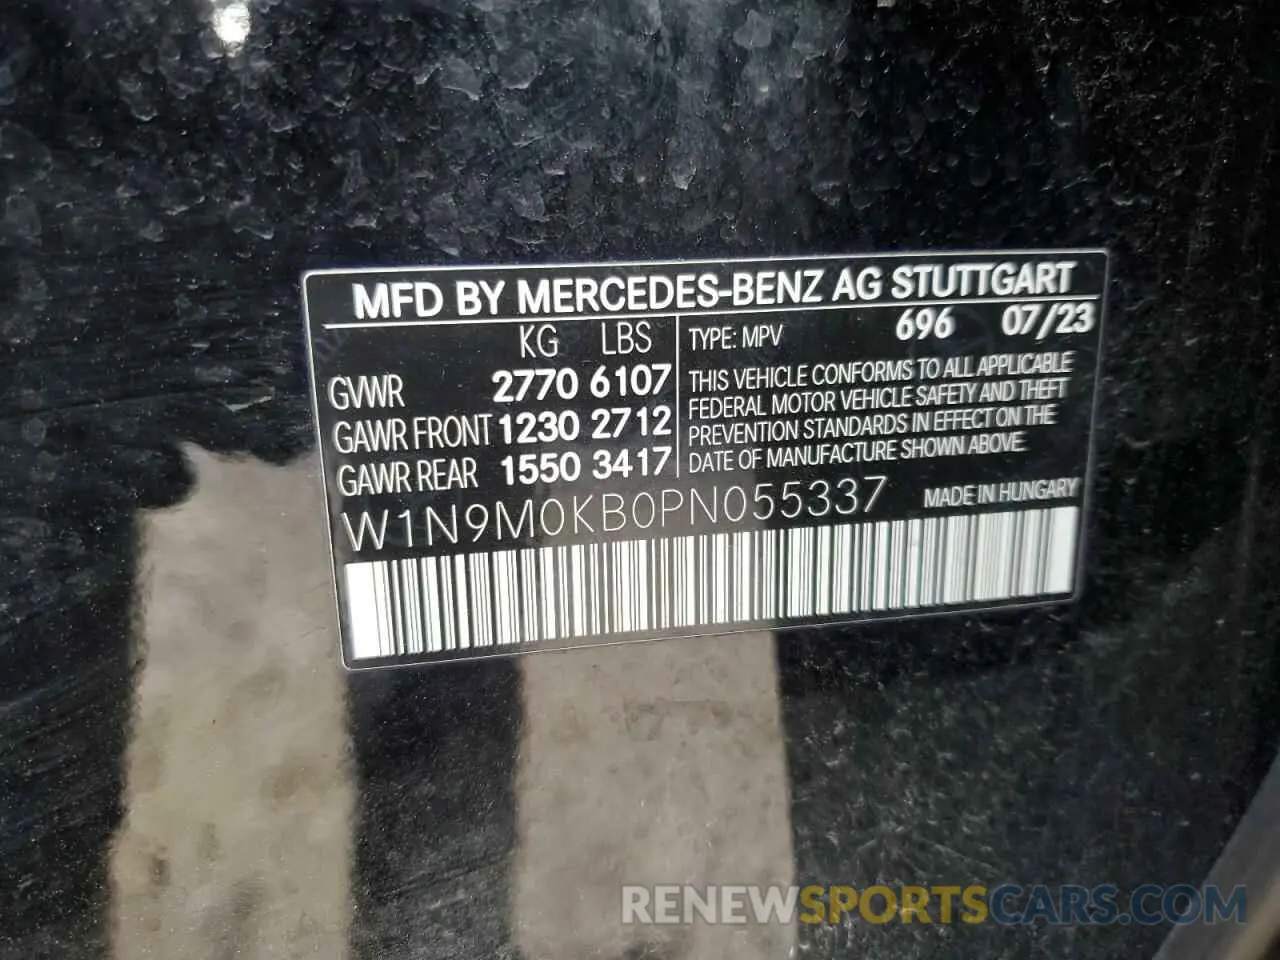 MFD BY MERCEDES-BENZ AG STUTTGART
KG LBS TYPE: MPV 696 07/23
GVWR 2770 6107
GAWR FRONT 1230 2712
GAWR REAR 1550 3417
THIS VEHICLE CONFORMS TO ALL APPLICABLE
FEDERAL MOTOR VEHICLE SAFETY AND THEFT
PREVENTION STANDARDS IN EFFECT ON THE
DATE OF MANUFACTURE SHOWN ABOVE.
W1N9M0KB0PN055337 MADE IN HUNGARY
RENEWSPORTSCARS.COM